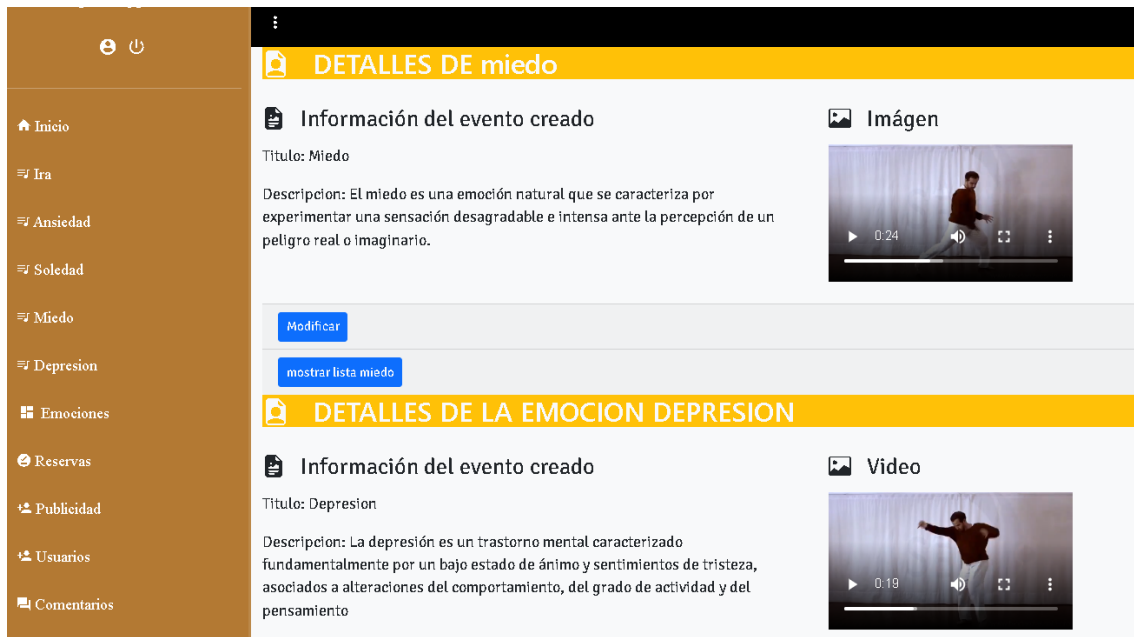 Inicio
Ira
Ansiedad
Soledad
Miedo
Depresion
Emociones
Reservas
Publicidad
Usuarios
Comentarios
DETALLES DE miedo
Información del evento creado
Titulo: Miedo
Descripcion: El miedo es una emoción natural que se caracteriza por
experimentar una sensación desagradable e intensa ante la percepción de un
peligro real o imaginario.
Imágen
0:24
Modificar
mostrar lista miedo
DETALLES DE LA EMOCION DEPRESION
Información del evento creado
Titulo: Depresion
Descripcion: La depresión es un trastorno mental caracterizado
fundamentalmente por un bajo estado de ánimo y sentimientos de tristeza,
asociados a alteraciones del comportamiento, del grado de actividad y del
pensamiento
Video
0:19